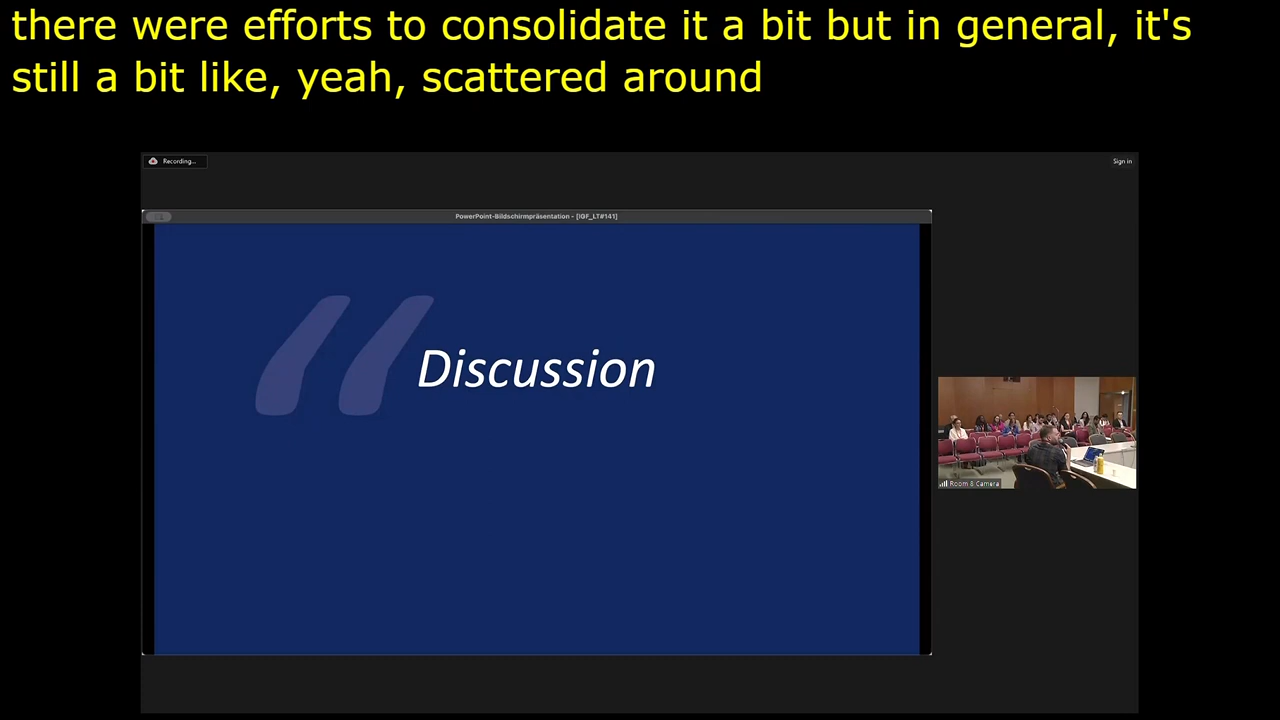 there were efforts to consolidate it a bit but in general, it's
still a bit like, yeah, scattered around
Recording...
Sign in
PowerPoint-Bildschirmpräsentation - [IGF_LT#141]
“
Discussion
Room 8 Camera